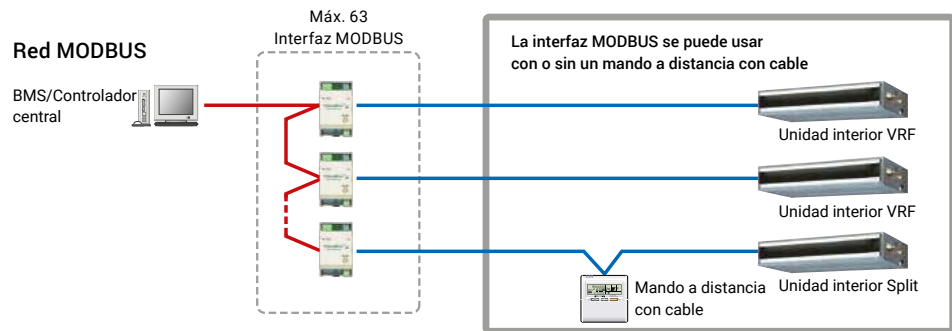 Máx. 63
Interfaz MODBUS
Red MODBUS
BMS/Controlador
central
La interfaz MODBUS se puede usar
con o sin un mando a distancia con cable
Unidad interior VRF
Unidad interior VRF
Unidad interior Split
Mando a distancia
con cable